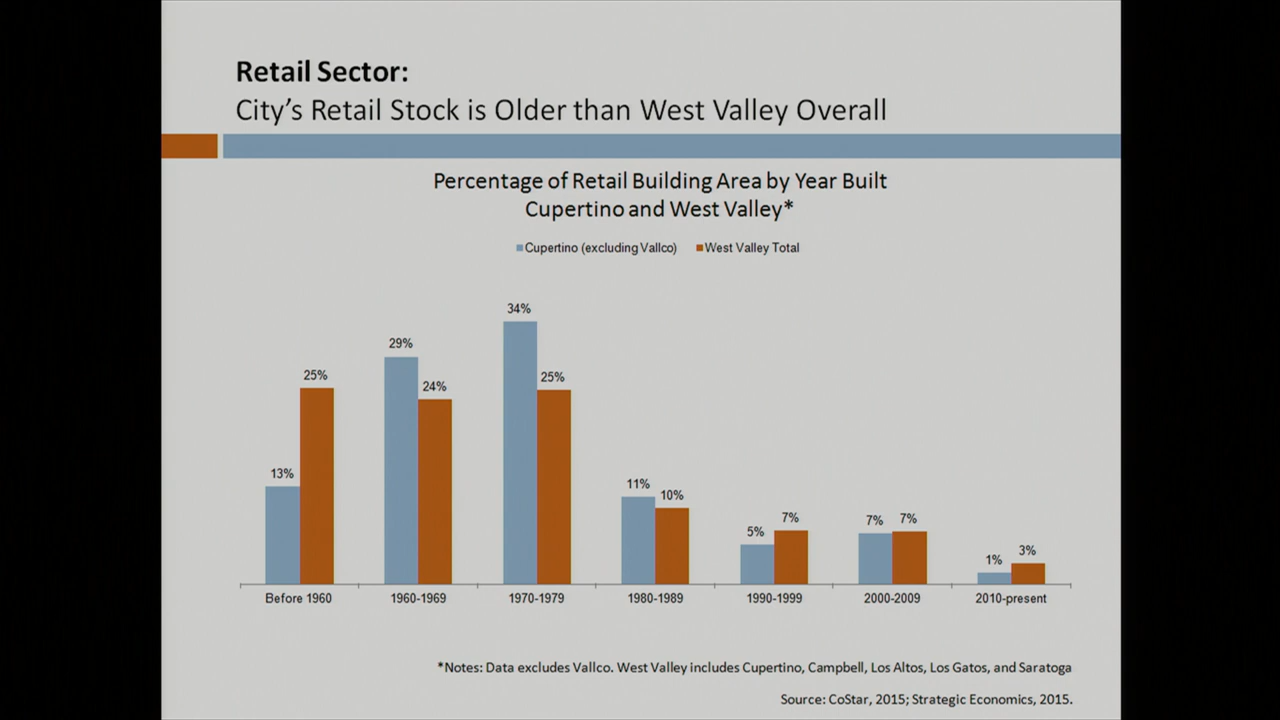 Retail Sector:
City's Retail Stock is Older than West Valley Overall
Percentage of Retail Building Area by Year Built
Cupertino and West Valley*
Cupertino (excluding Vallco) West Valley Total
34%
29%
25% 24% 25%
13% 11% 10%
5% 7% 7% 7%
1% 3%
Before 1960 1960-1969 1970-1979 1980-1989 1990-1999 2000-2009 2010-present
*Notes: Data excludes Vallco. West Valley includes Cupertino, Campbell, Los Altos, Los Gatos, and Saratoga
Source: CoStar, 2015; Strategic Economics, 2015.